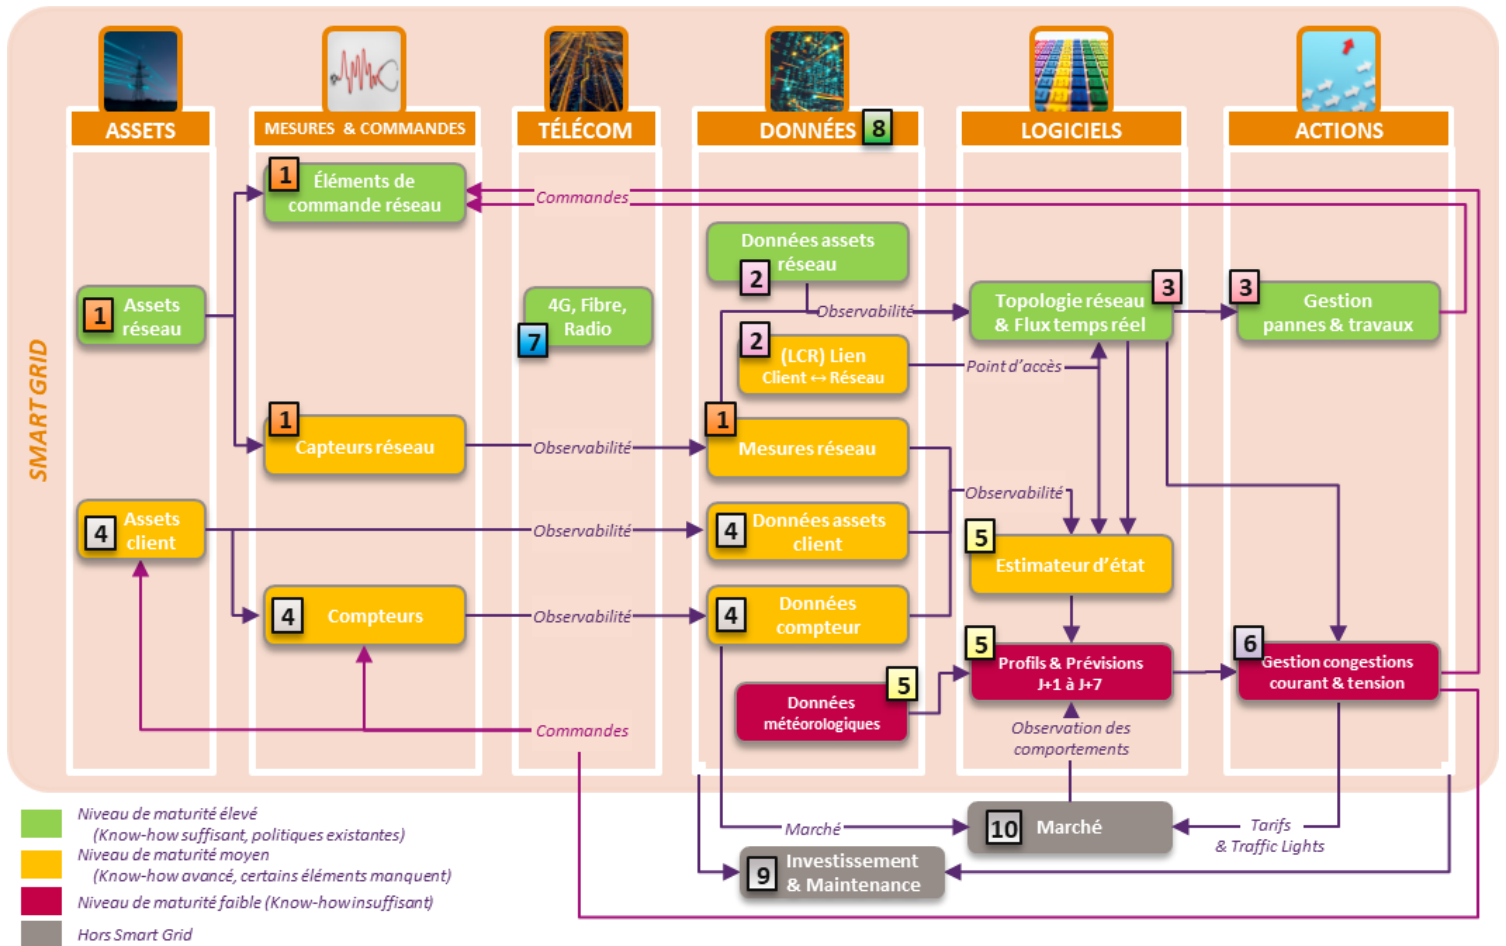 ASSETS
MESURES & COMMANDES
TÉLÉCOM
DONNÉES
8
LOGICIELS
ACTIONS
SMART GRID
1
Éléments de
commande réseau
Commandes
Données assets
réseau
2
1
Assets
réseau
4G, Fibre,
Radio
7
Observabilité
Topologie réseau
& Flux temps réel
3
3
Gestion
pannes & travaux
2
(LCR) Lien
Client ↔ Réseau
Point d'accès
1
Capteurs réseau
Observabilité
1
Mesures réseau
Observabilité
4
Assets
client
Observabilité
4
Données assets
client
5
Estimateur d'état
4
Compteurs
Observabilité
4
Données
compteur
5
Profils & Prévisions
J+1 à J+7
6
Gestion congestions
courant & tension
5
Données
météorologiques
Commandes
Observation des
comportements
Marché
10
Marché
Tarifs
& Traffic Lights
9
Investissement
& Maintenance
Niveau de maturité élevé
(Know-how suffisant, politiques existantes)
Niveau de maturité moyen
(Know-how avancé, certains éléments manquent)
Niveau de maturité faible (Know-how insuffisant)
Hors Smart Grid